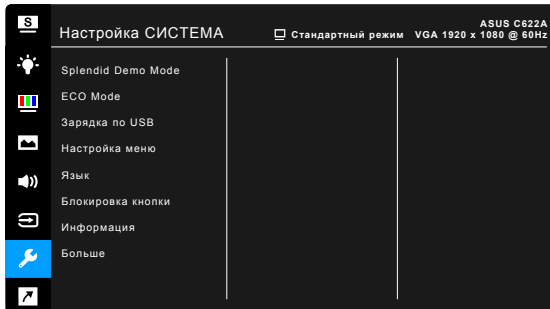 S
ASUS C622A
Настройка СИСТЕМА
Стандартный режим VGA 1920 x 1080 @ 60Hz
Splendid Demo Mode
ECO Mode
Зарядка по USB
Настройка меню
Язык
Блокировка кнопки
Информация
Больше